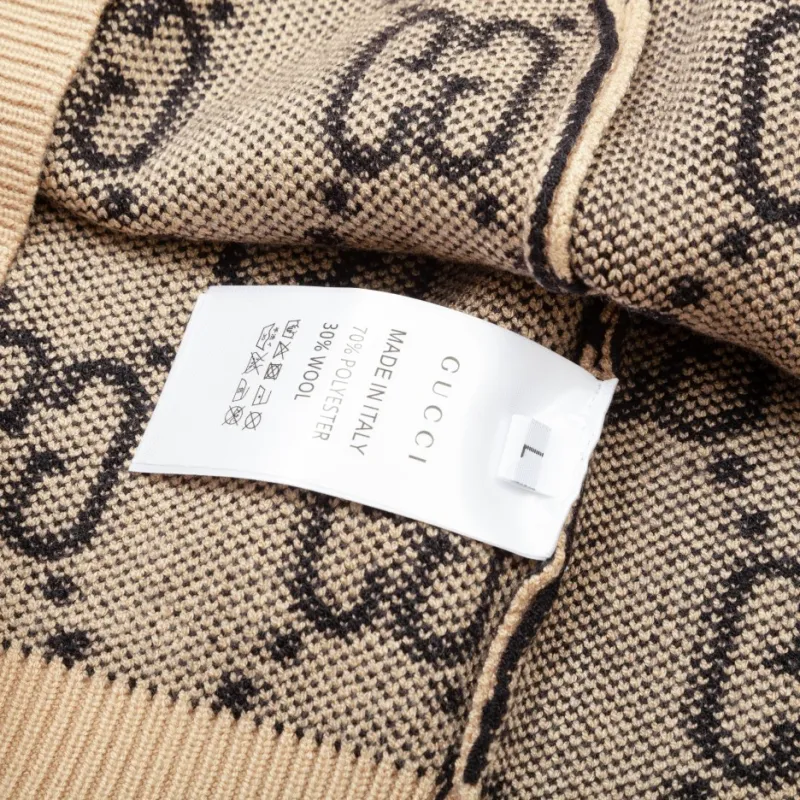 GUCCI
MADE IN ITALY
70% POLYESTER
30% WOOL
L